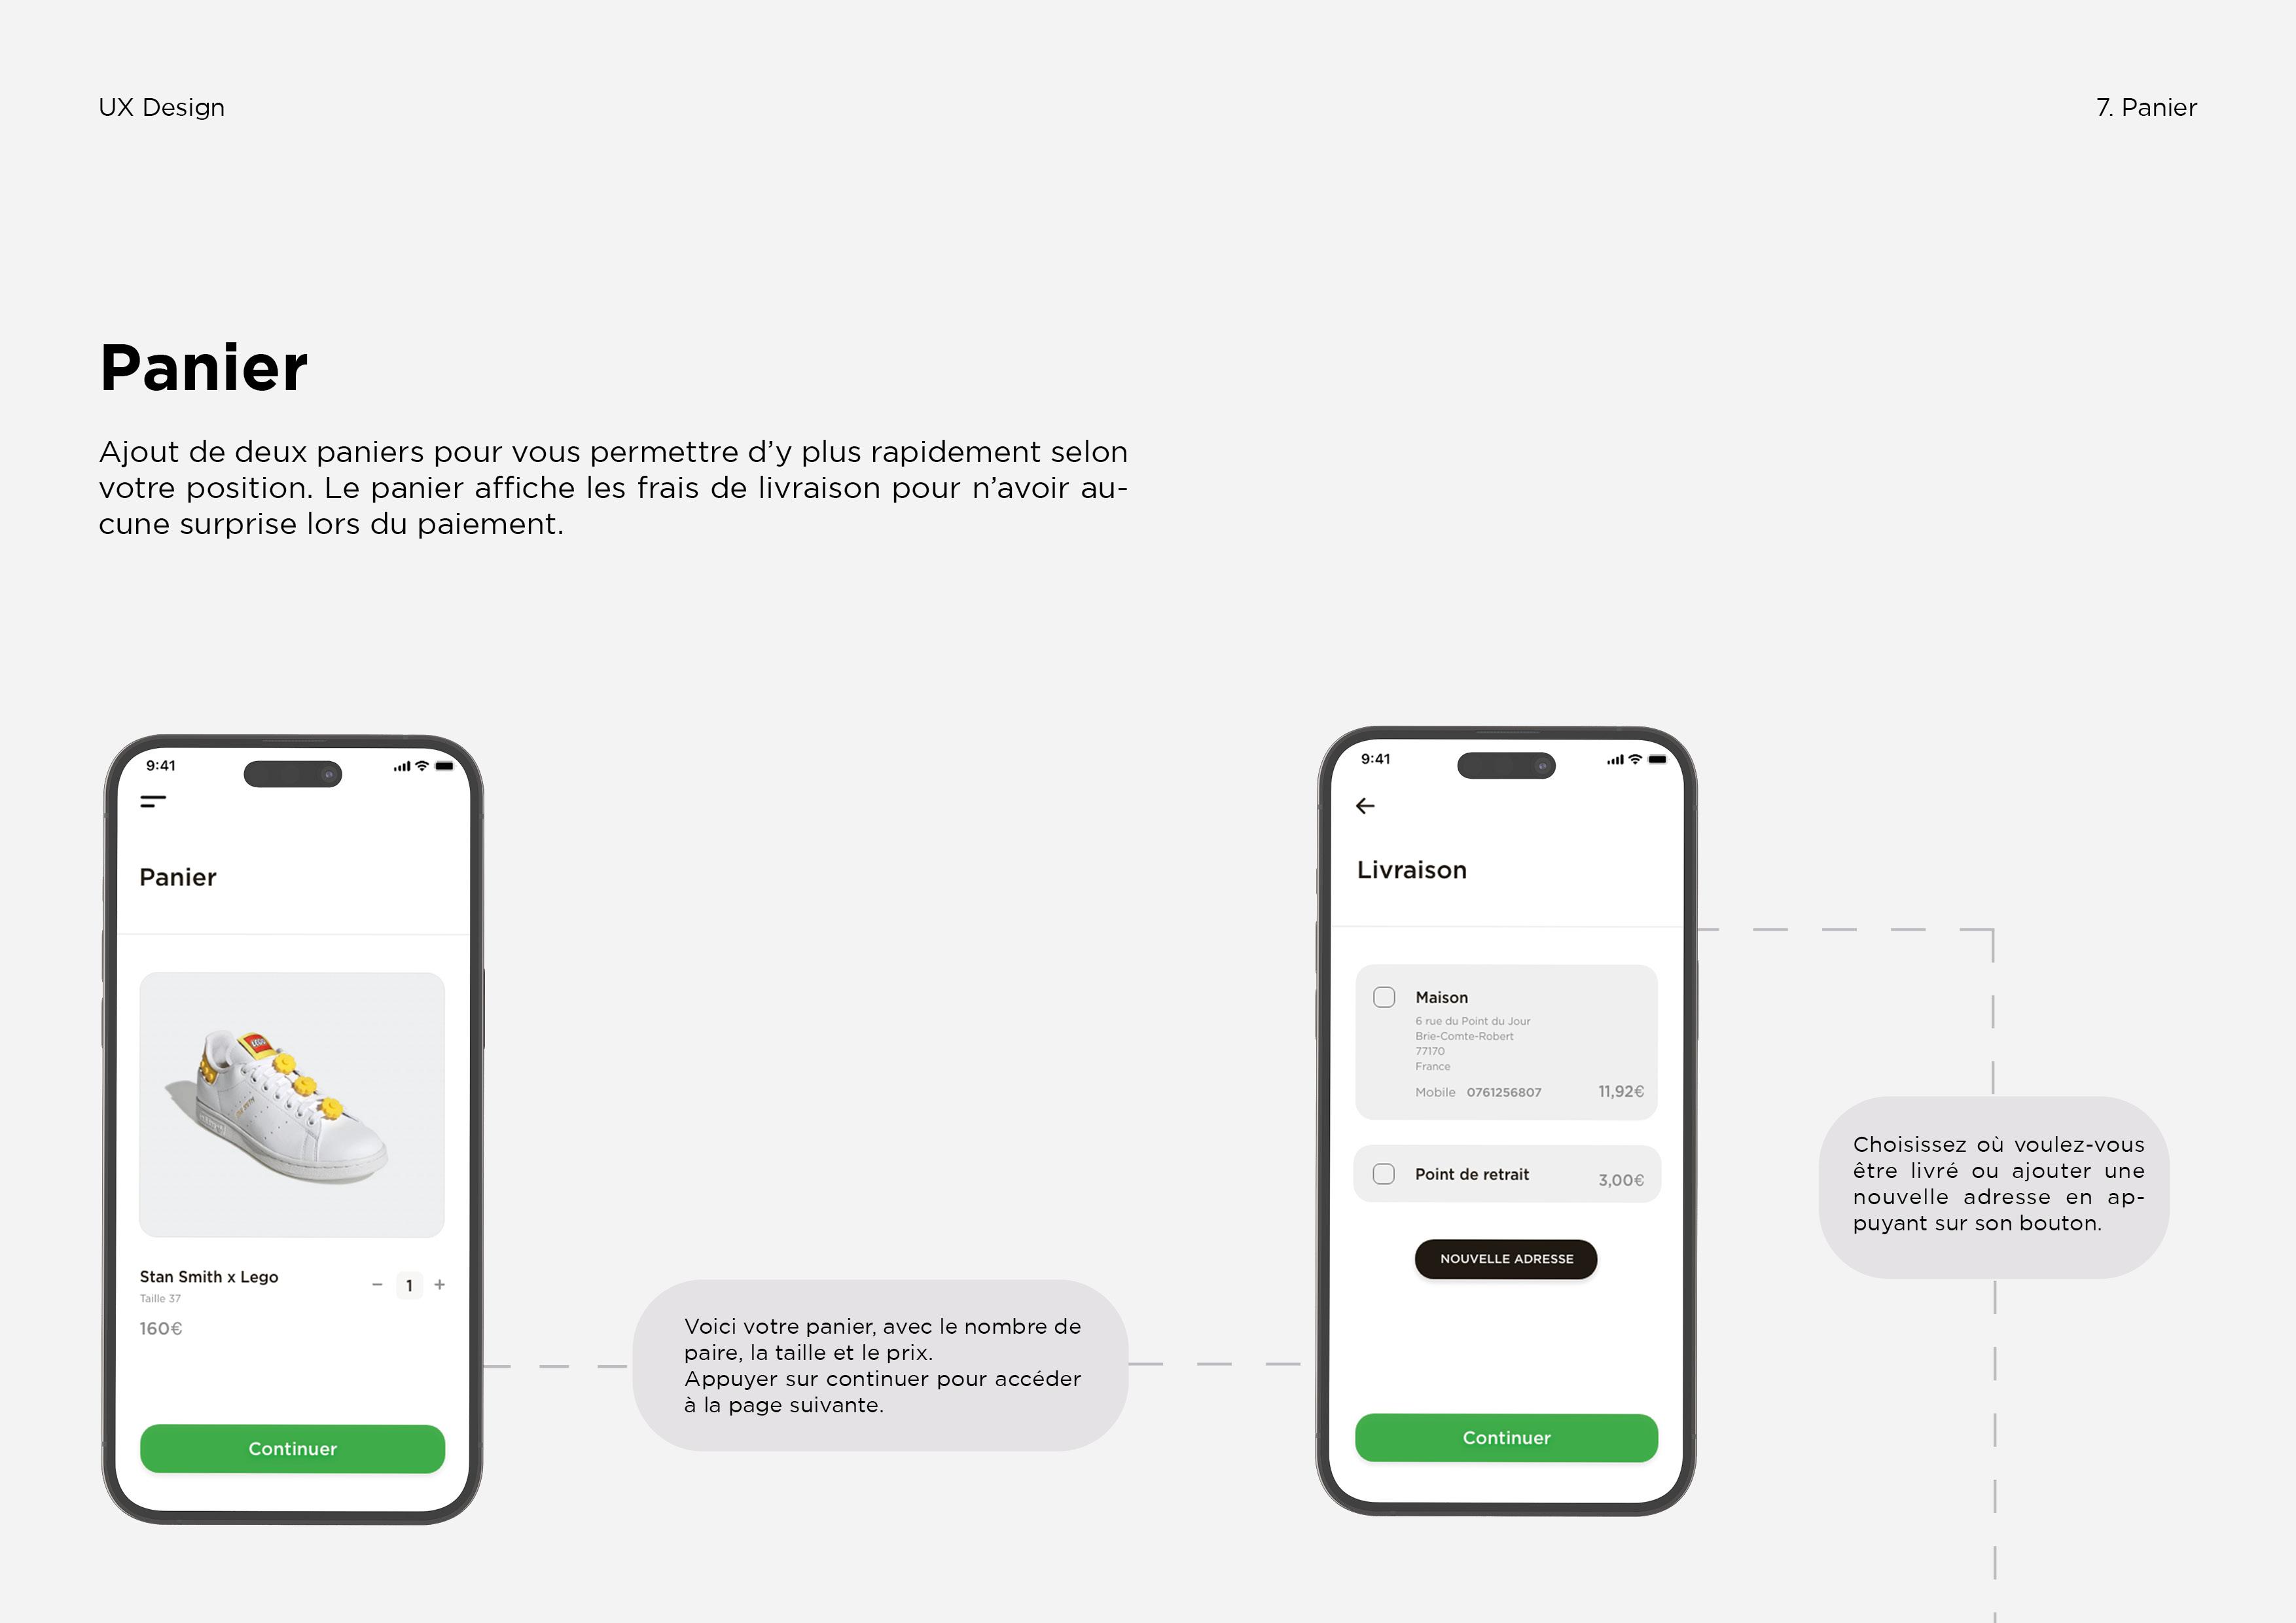 UX Design
7. Panier
Panier
Ajout de deux paniers pour vous permettre d’y plus rapidement selon
votre position. Le panier affiche les frais de livraison pour n’avoir au-
cune surprise lors du paiement.
9:41
Panier
LEGO
Stan Smith x Lego
Taille 37
160€
− 1 +
Continuer
Voici votre panier, avec le nombre de
paire, la taille et le prix.
Appuyer sur continuer pour accéder
à la page suivante.
9:41
Livraison
Maison
6 rue du Point du Jour
Brie-Comte-Robert
77170
France
Mobile 0761256807
11,92€
Point de retrait
3,00€
NOUVELLE ADRESSE
Continuer
Choisissez où voulez-vous
être livré ou ajouter une
nouvelle adresse en ap-
puyant sur son bouton.